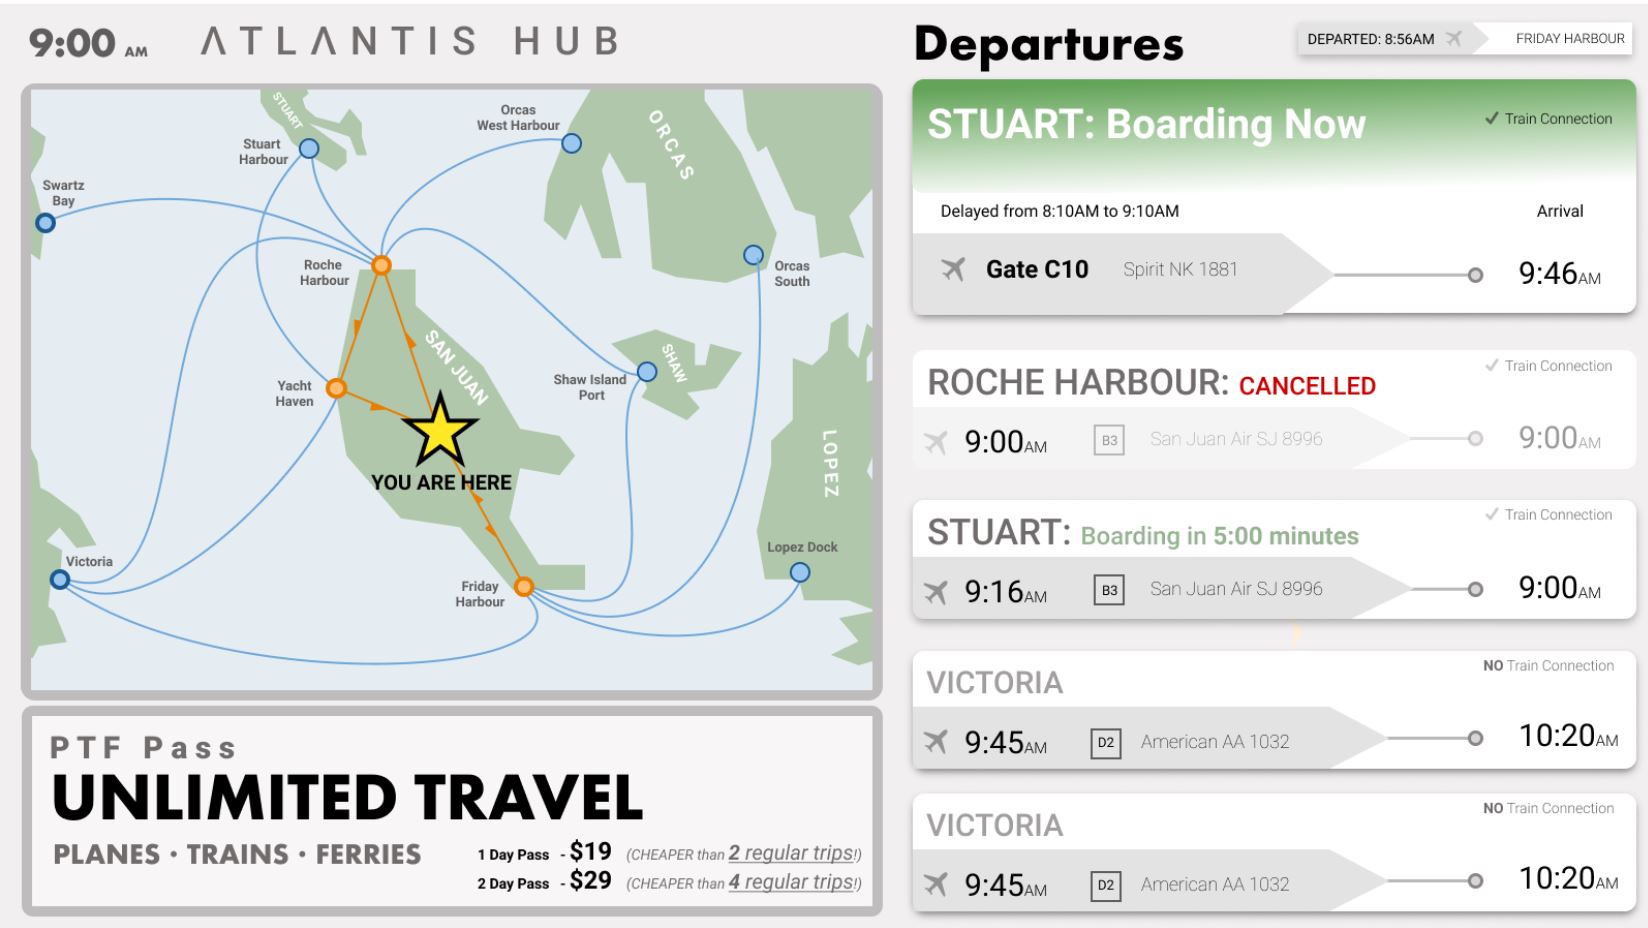 9:00 AM
ATLANTIS HUB
STUART
Orcas
West Harbour
ORCAS
Stuart
Harbour
Swartz
Bay
Roche
Harbour
Orcas
South
SAN JUAN
SHAW
Shaw Island
Port
Yacht
Haven
LOPEZ
YOU ARE HERE
Victoria
Lopez Dock
Friday
Harbour
PTF Pass
UNLIMITED TRAVEL
PLANES · TRAINS · FERRIES
1 Day Pass - $19 (CHEAPER than 2 regular trips!)
2 Day Pass - $29 (CHEAPER than 4 regular trips!)
Departures
DEPARTED: 8:56AM FRIDAY HARBOUR
STUART: Boarding Now
Train Connection
Delayed from 8:10AM to 9:10AM Arrival
Gate C10 Spirit NK 1881 9:46AM
Train Connection
ROCHE HARBOUR: CANCELLED
9:00AM B3 San Juan Air SJ 8996 9:00AM
Train Connection
STUART: Boarding in 5:00 minutes
9:16AM B3 San Juan Air SJ 8996 9:00AM
NO Train Connection
VICTORIA
9:45AM D2 American AA 1032 10:20AM
NO Train Connection
VICTORIA
9:45AM D2 American AA 1032 10:20AM